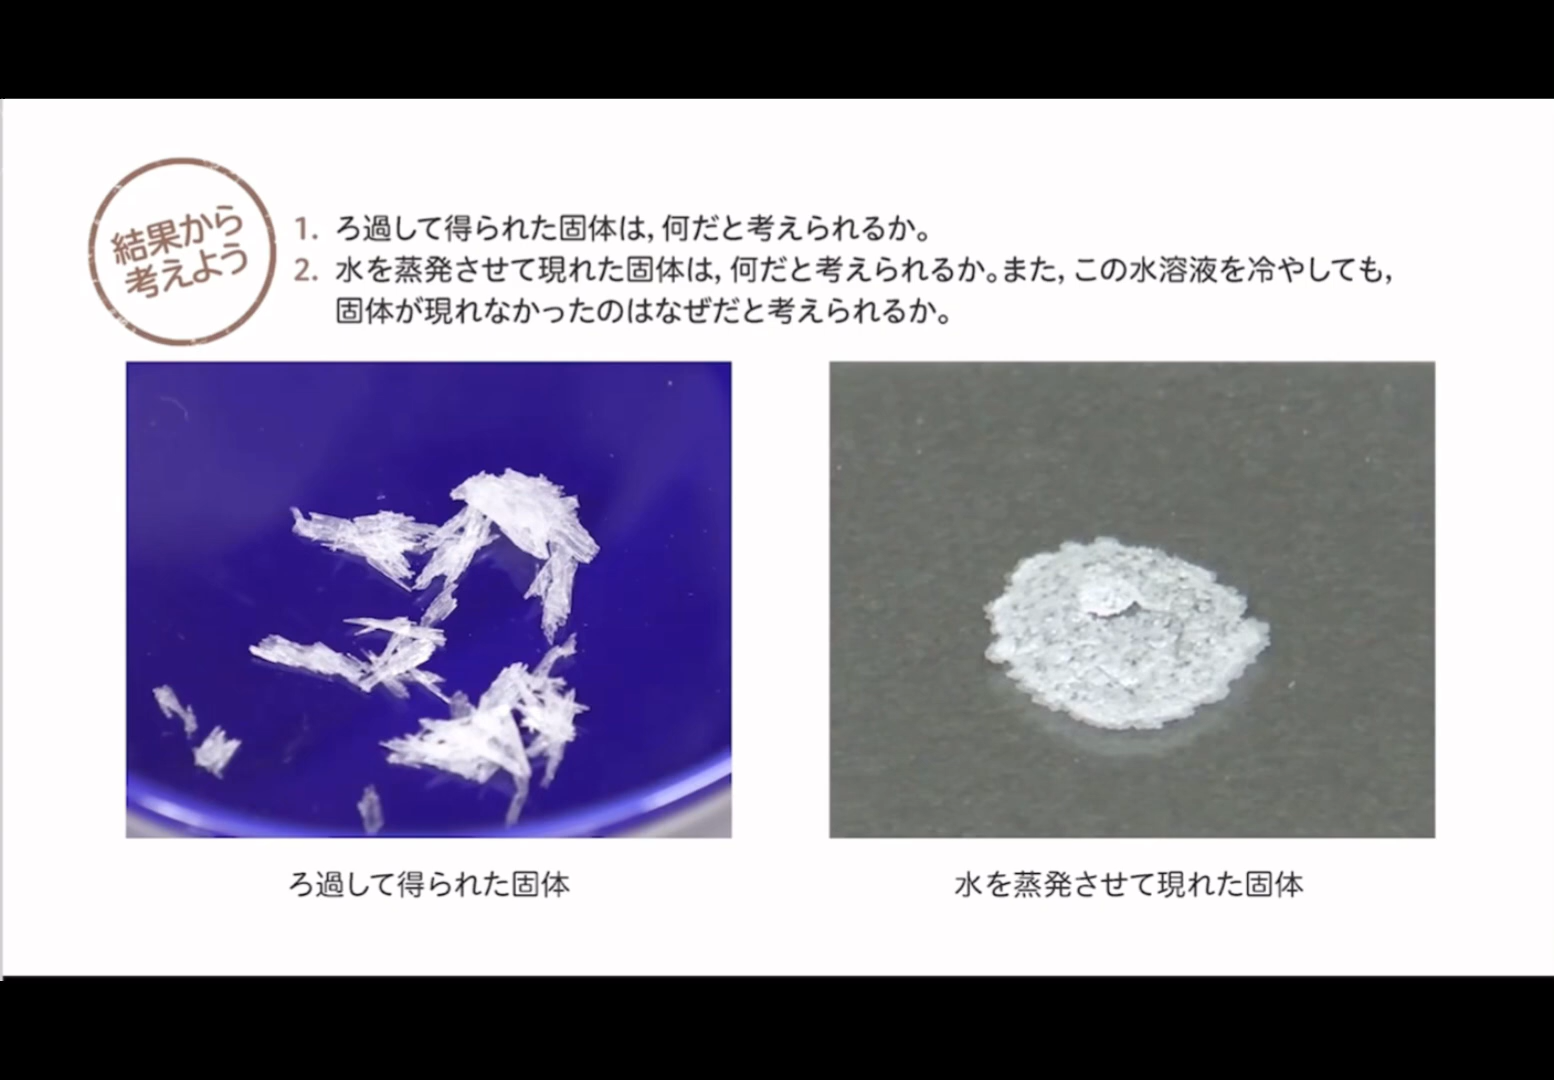 結果から
考えよう
1. ろ過して得られた固体は，何だと考えられるか。
2. 水を蒸発させて現れた固体は，何だと考えられるか。また，この水溶液を冷やしても，
固体が現れなかったのはなぜだと考えられるか。
ろ過して得られた固体
水を蒸発させて現れた固体